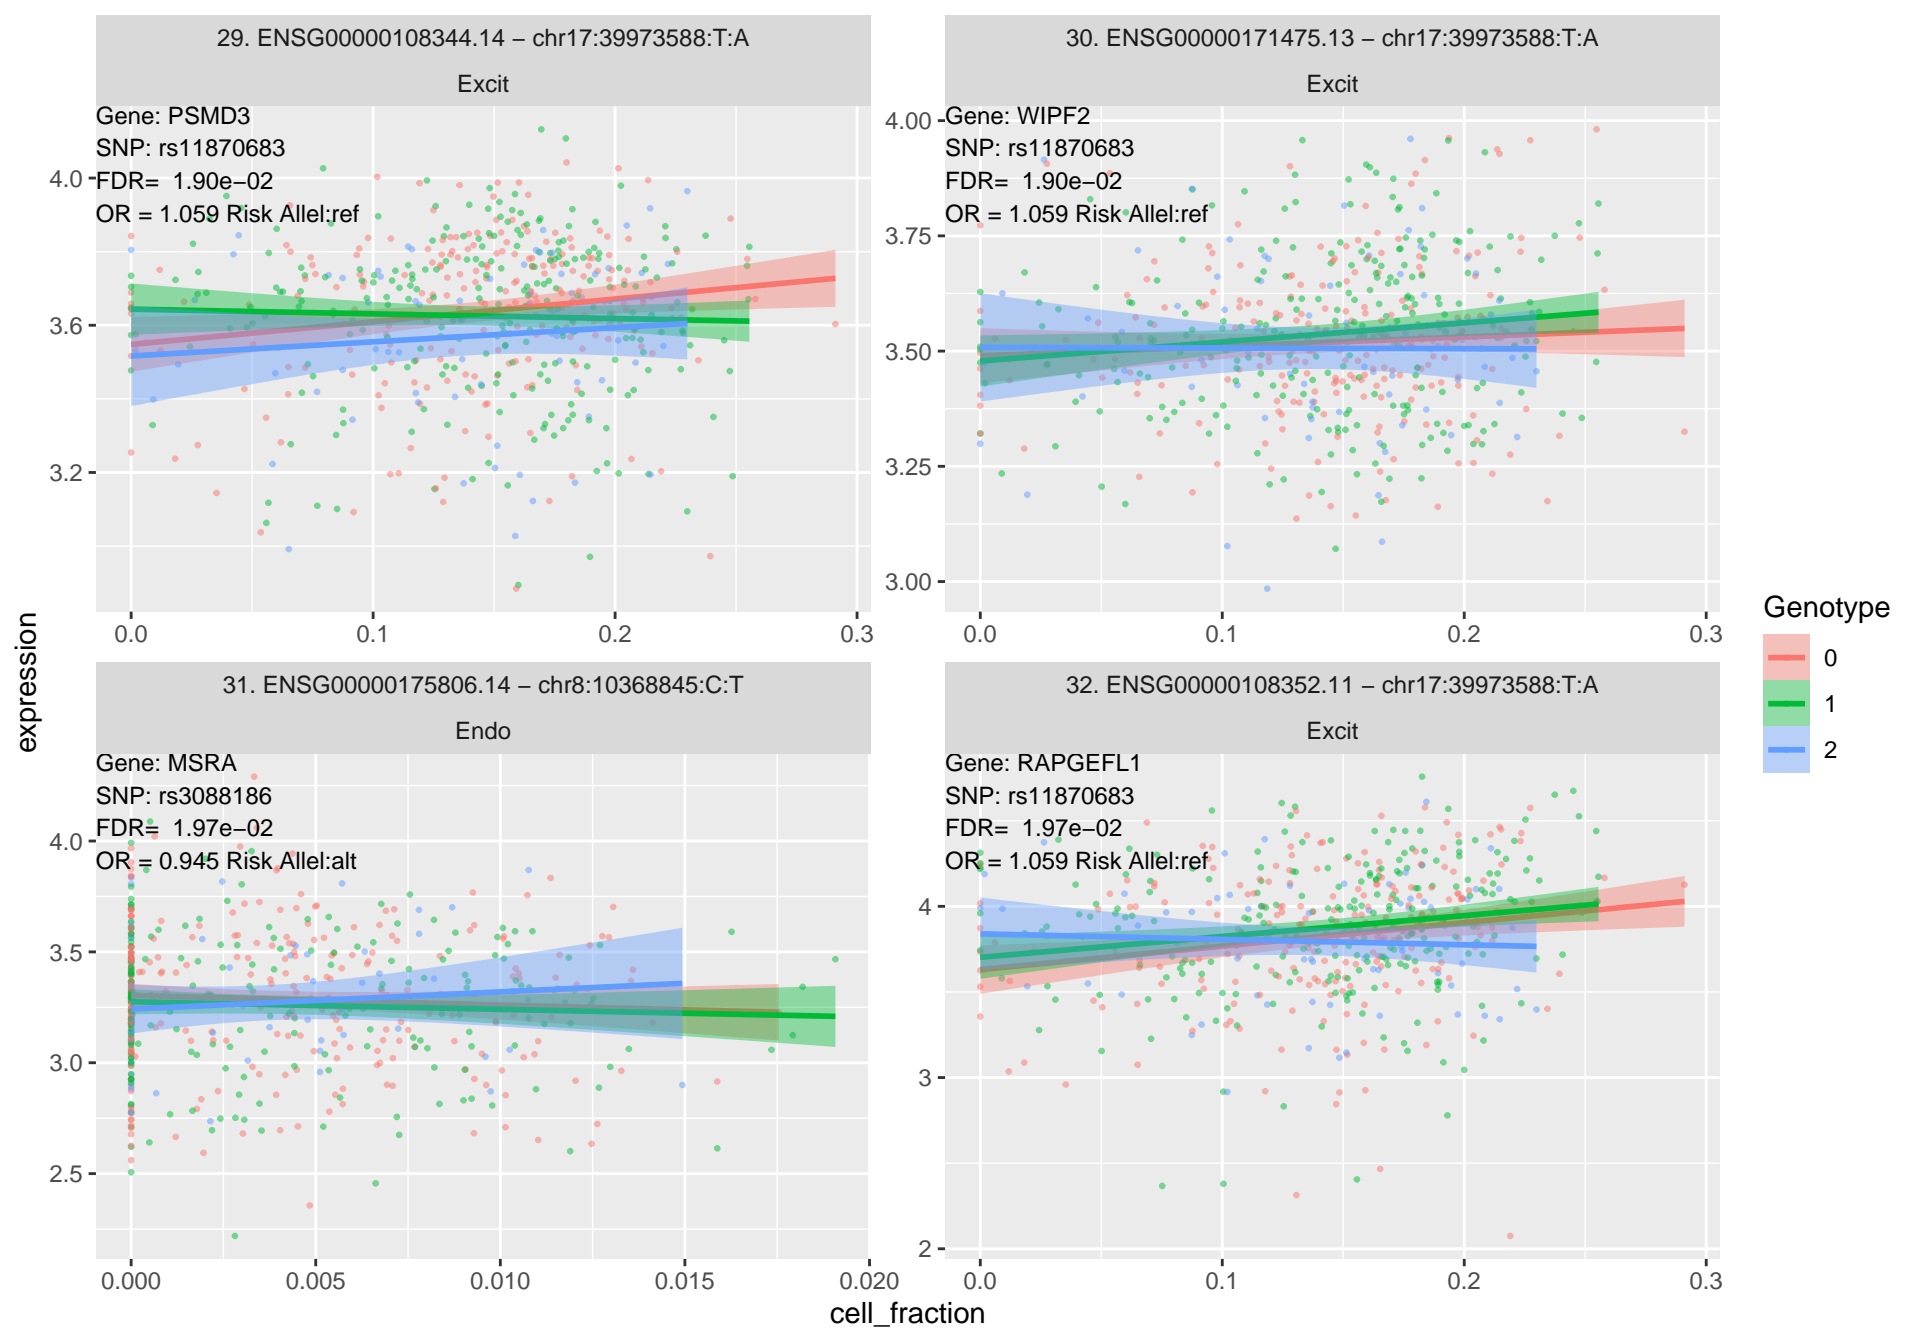 29. ENSG00000108344.14 − chr17:39973588:T:A
Excit
Gene: PSMD3
SNP: rs11870683
FDR= 1.90e−02
OR = 1.059 Risk Allel:ref
4.0
3.6
3.2
0.0 0.1 0.2 0.3
30. ENSG00000171475.13 − chr17:39973588:T:A
Excit
Gene: WIPF2
SNP: rs11870683
FDR= 1.90e−02
OR = 1.059 Risk Allel:ref
4.00
3.75
3.50
3.25
3.00
0.0 0.1 0.2 0.3
31. ENSG00000175806.14 − chr8:10368845:C:T
Endo
Gene: MSRA
SNP: rs3088186
FDR= 1.97e−02
OR = 0.945 Risk Allel:alt
4.0
3.5
3.0
2.5
0.000 0.005 0.010 0.015 0.020
32. ENSG00000108352.11 − chr17:39973588:T:A
Excit
Gene: RAPGEFL1
SNP: rs11870683
FDR= 1.97e−02
OR = 1.059 Risk Allel:ref
4
3
2
0.0 0.1 0.2 0.3
expression
cell_fraction
Genotype
0
1
2